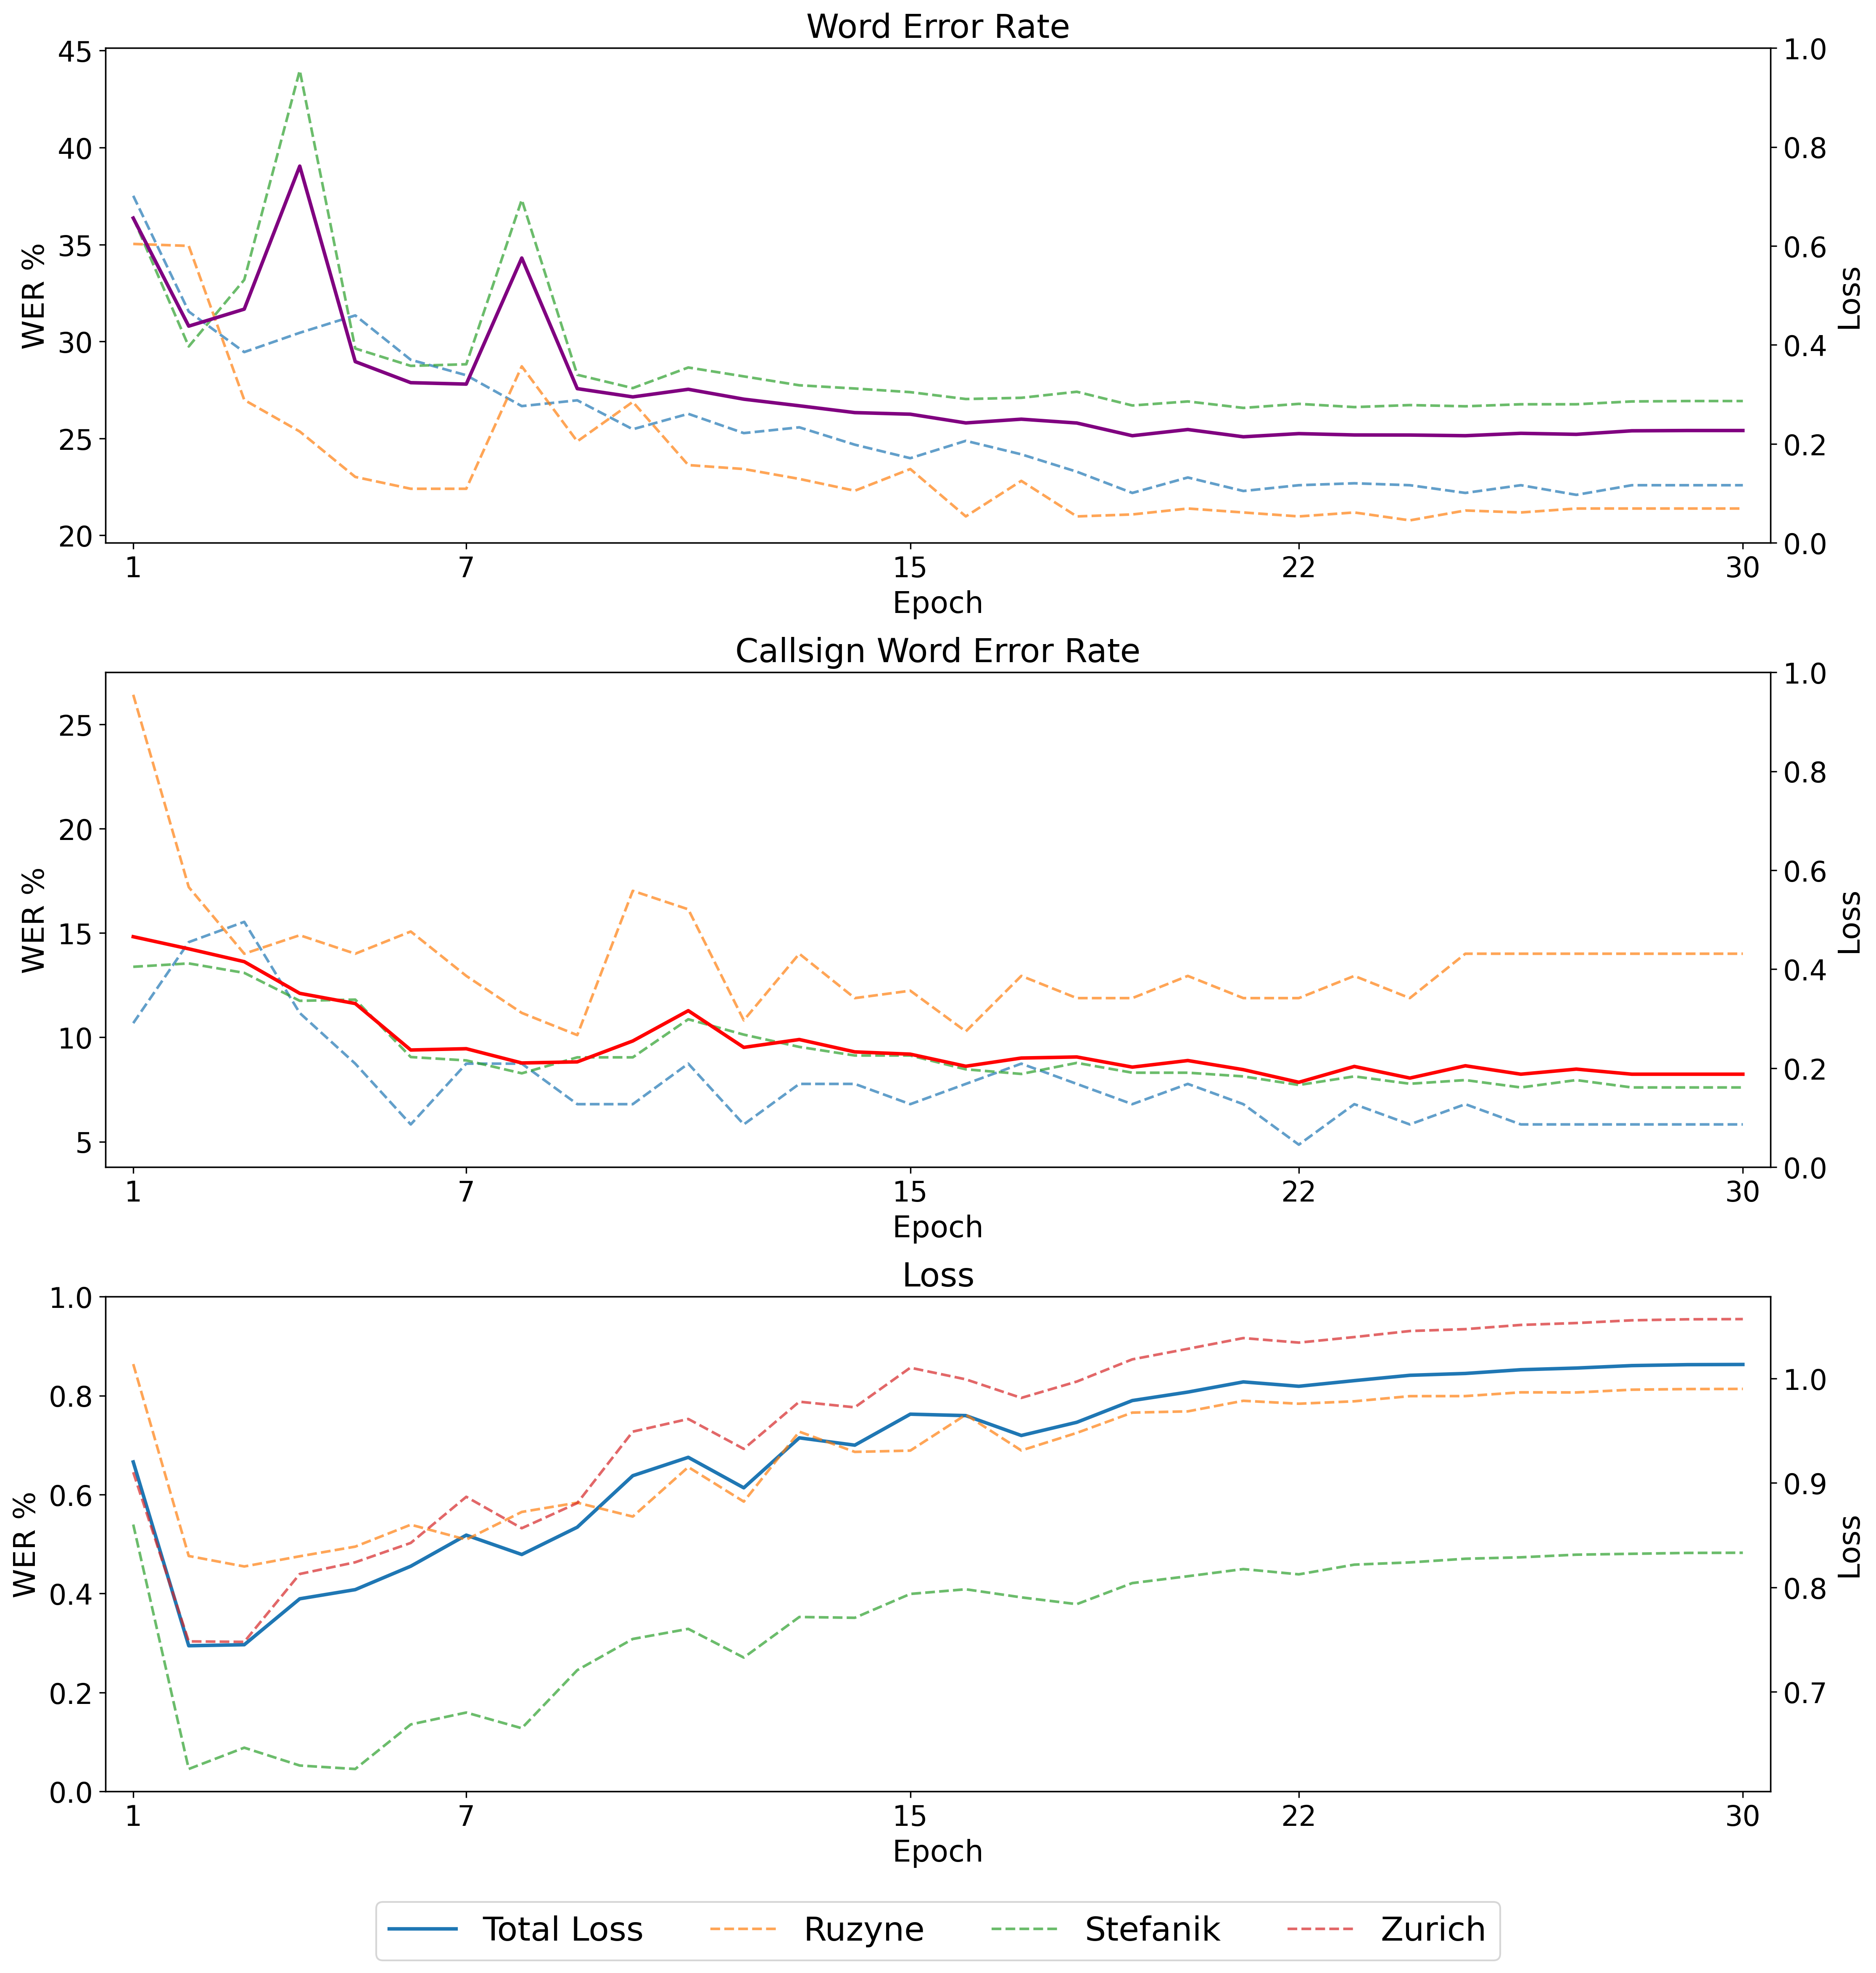 Word Error Rate
45
40
35
30
25
20
WER %
1.0
0.8
0.6
0.4
0.2
0.0
Loss
1 7 15 22 30
Epoch
Callsign Word Error Rate
25
20
15
10
5
WER %
1.0
0.8
0.6
0.4
0.2
0.0
Loss
1 7 15 22 30
Epoch
Loss
1.0
0.8
0.6
0.4
0.2
0.0
WER %
1.0
0.9
0.8
0.7
Loss
1 7 15 22 30
Epoch
Total Loss Ruzyne Stefanik Zurich